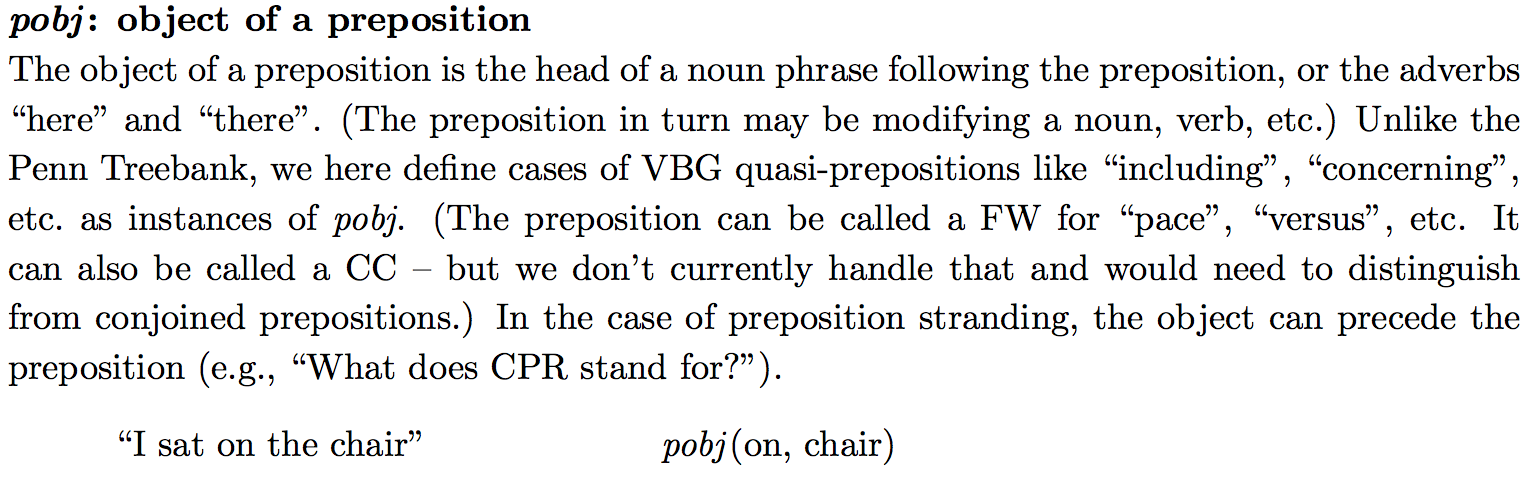 pobj: object of a preposition
The object of a preposition is the head of a noun phrase following the preposition, or the adverbs
“here” and “there”. (The preposition in turn may be modifying a noun, verb, etc.) Unlike the
Penn Treebank, we here define cases of VBG quasi-prepositions like “including”, “concerning”,
etc. as instances of pobj. (The preposition can be called a FW for “pace”, “versus”, etc. It
can also be called a CC – but we don’t currently handle that and would need to distinguish
from conjoined prepositions.) In the case of preposition stranding, the object can precede the
preposition (e.g., “What does CPR stand for?”).
“I sat on the chair” pobj(on, chair)